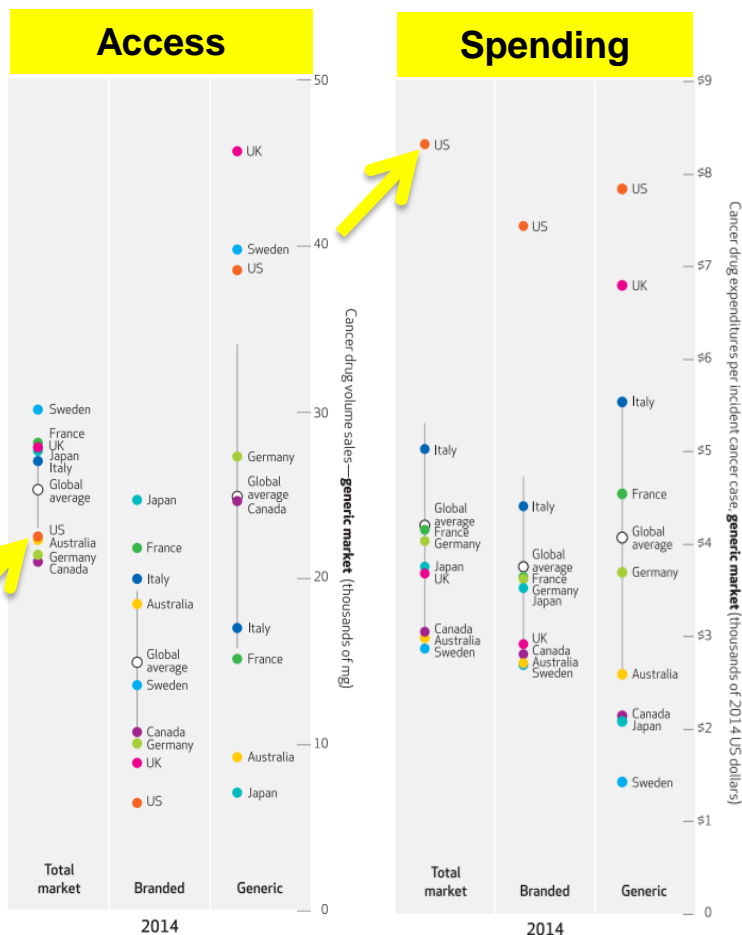 Access
50
UK
40
Sweden
US
Cancer drug volume sales—generic market (thousands of mg)
Sweden
30
France
UK
Japan
Italy
Global
average
US
Australia
Germany
Canada
Germany
Global
average
Canada
Japan
France
Italy
Australia
20
Global
average
Sweden
Italy
France
Canada
Germany
UK
US
10
Australia
Japan
Total
market
Branded
Generic
0
2014
Spending
$9
US
$8
US
US
$7
UK
$6
Cancer drug expenditures per incident cancer case, generic market (thousands of 2014 US dollars)
Italy
Italy
Italy
$5
Global
average
France
Germany
Japan
UK
Canada
Australia
Sweden
Global
average
France
Germany
Japan
UK
Canada
Australia
Sweden
France
Global
average
$4
Germany
$3
Australia
Canada
Japan
$2
Sweden
$1
Total
market
Branded
Generic
0
2014